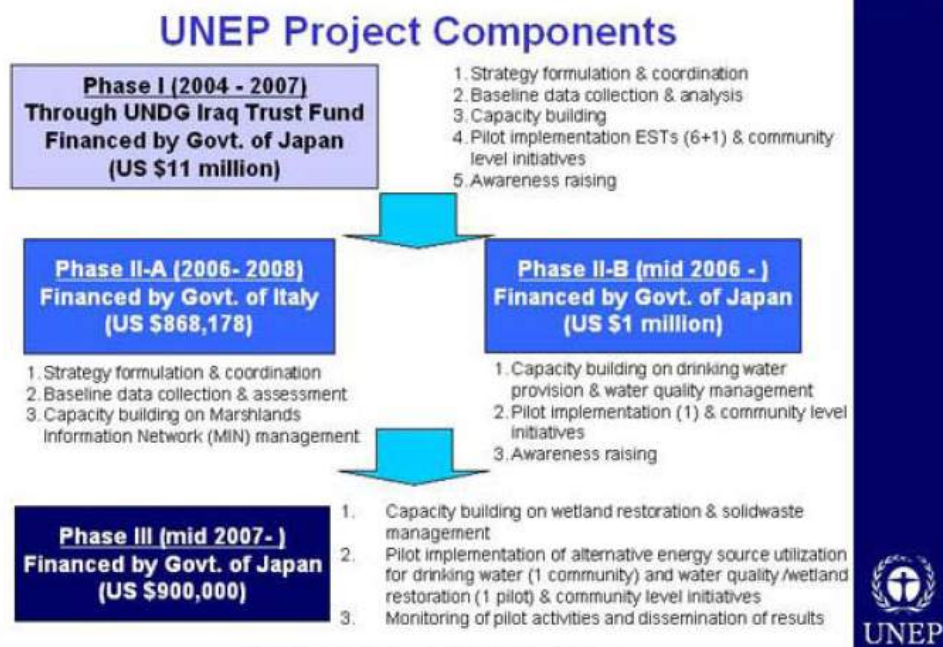 UNEP Project Components
Phase I (2004 - 2007)
Through UNDG Iraq Trust Fund
Financed by Govt. of Japan
(US $11 million)
1. Strategy formulation & coordination
2. Baseline data collection & analysis
3. Capacity building
4. Pilot implementation ESTs (6+1) & community
level initiatives
5. Awareness raising
Phase II-A (2006- 2008)
Financed by Govt. of Italy
(US $868,178)
1. Strategy formulation & coordination
2. Baseline data collection & assessment
3. Capacity building on Marshlands
Information Network (MIN) management
Phase II-B (mid 2006 - )
Financed by Govt. of Japan
(US $1 million)
1. Capacity building on drinking water
provision & water quality management
2. Pilot implementation (1) & community level
initiatives
3. Awareness raising
Phase III (mid 2007- )
Financed by Govt. of Japan
(US $900,000)
1. Capacity building on wetland restoration & solidwaste
management
2. Pilot implementation of alternative energy source utilization
for drinking water (1 community) and water quality /wetland
restoration (1 pilot) & community level initiatives
3. Monitoring of pilot activities and dissemination of results
UNEP